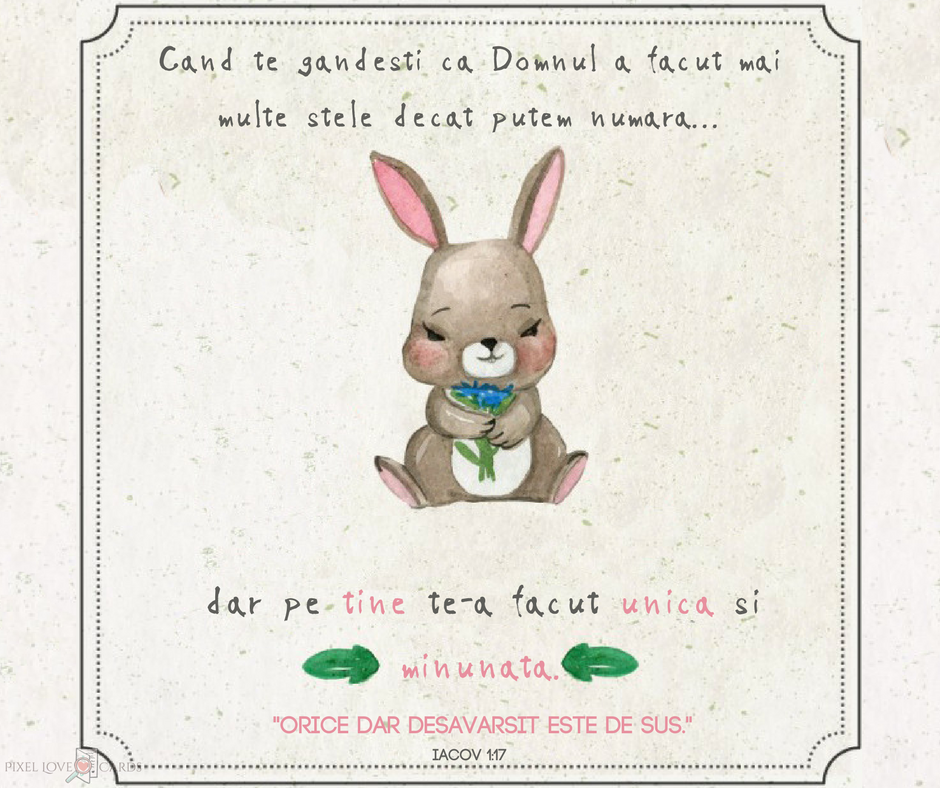 Cand te gandesti ca Domnul a facut mai
multe stele decat putem numara...
dar pe tine te-a facut unica si
minunata.
"ORICE DAR DESAVARSIT ESTE DE SUS."
IACOV 1:17
PIXEL LOVE CARDS